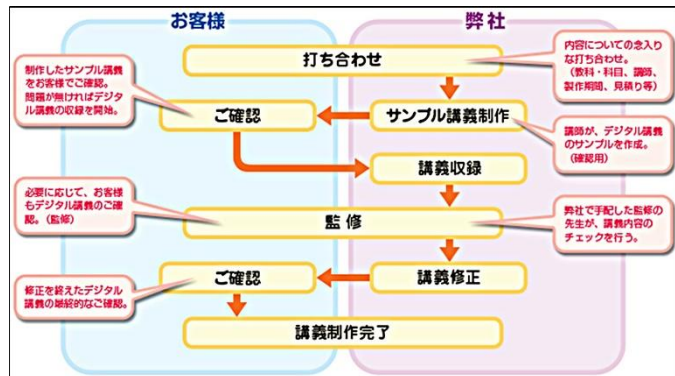 お客様
弊社
打ち合わせ
内容についての念入り
な打ち合わせ。
(教科・科目、講師、
製作期間、見積り等)
制作したサンプル講義
をお客様でご確認。
問題が無ければデジタ
ル講義の収録を開始。
ご確認
サンプル講義制作
講師が、デジタル講義
のサンプルを作成。
(確認用)
講義収録
必要に応じて、お客様
もデジタル講義のご確
認。(監修)
監修
弊社で手配した監修の
先生が、講義内容の
チェックを行う。
ご確認
講義修正
修正を終えたデジタル
講義の最終的なご確認。
講義制作完了